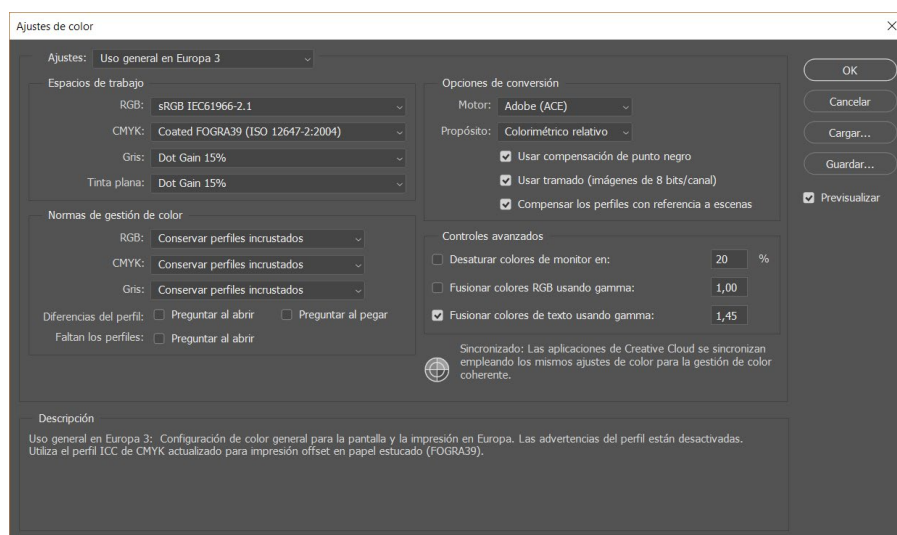 Ajustes de color
Ajustes: Uso general en Europa 3
Espacios de trabajo
RGB: sRGB IEC61966-2.1
CMYK: Coated FOGRA39 (ISO 12647-2:2004)
Gris: Dot Gain 15%
Tinta plana: Dot Gain 15%
Normas de gestión de color
RGB: Conservar perfiles incrustados
CMYK: Conservar perfiles incrustados
Gris: Conservar perfiles incrustados
Diferencias del perfil: Preguntar al abrir Preguntar al pegar
Faltan los perfiles: Preguntar al abrir
Opciones de conversión
Motor: Adobe (ACE)
Propósito: Colorimétrico relativo
Usar compensación de punto negro
Usar tramado (imágenes de 8 bits/canal)
Compensar los perfiles con referencia a escenas
Controles avanzados
Desaturar colores de monitor en: 20 %
Fusionar colores RGB usando gamma: 1,00
Fusionar colores de texto usando gamma: 1,45
Sincronizado: Las aplicaciones de Creative Cloud se sincronizan
empleando los mismos ajustes de color para la gestión de color
coherente.
OK
Cancelar
Cargar...
Guardar...
Previsualizar
Descripción
Uso general en Europa 3: Configuración de color general para la pantalla y la impresión en Europa. Las advertencias del perfil están desactivadas.
Utiliza el perfil ICC de CMYK actualizado para impresión offset en papel estucado (FOGRA39).